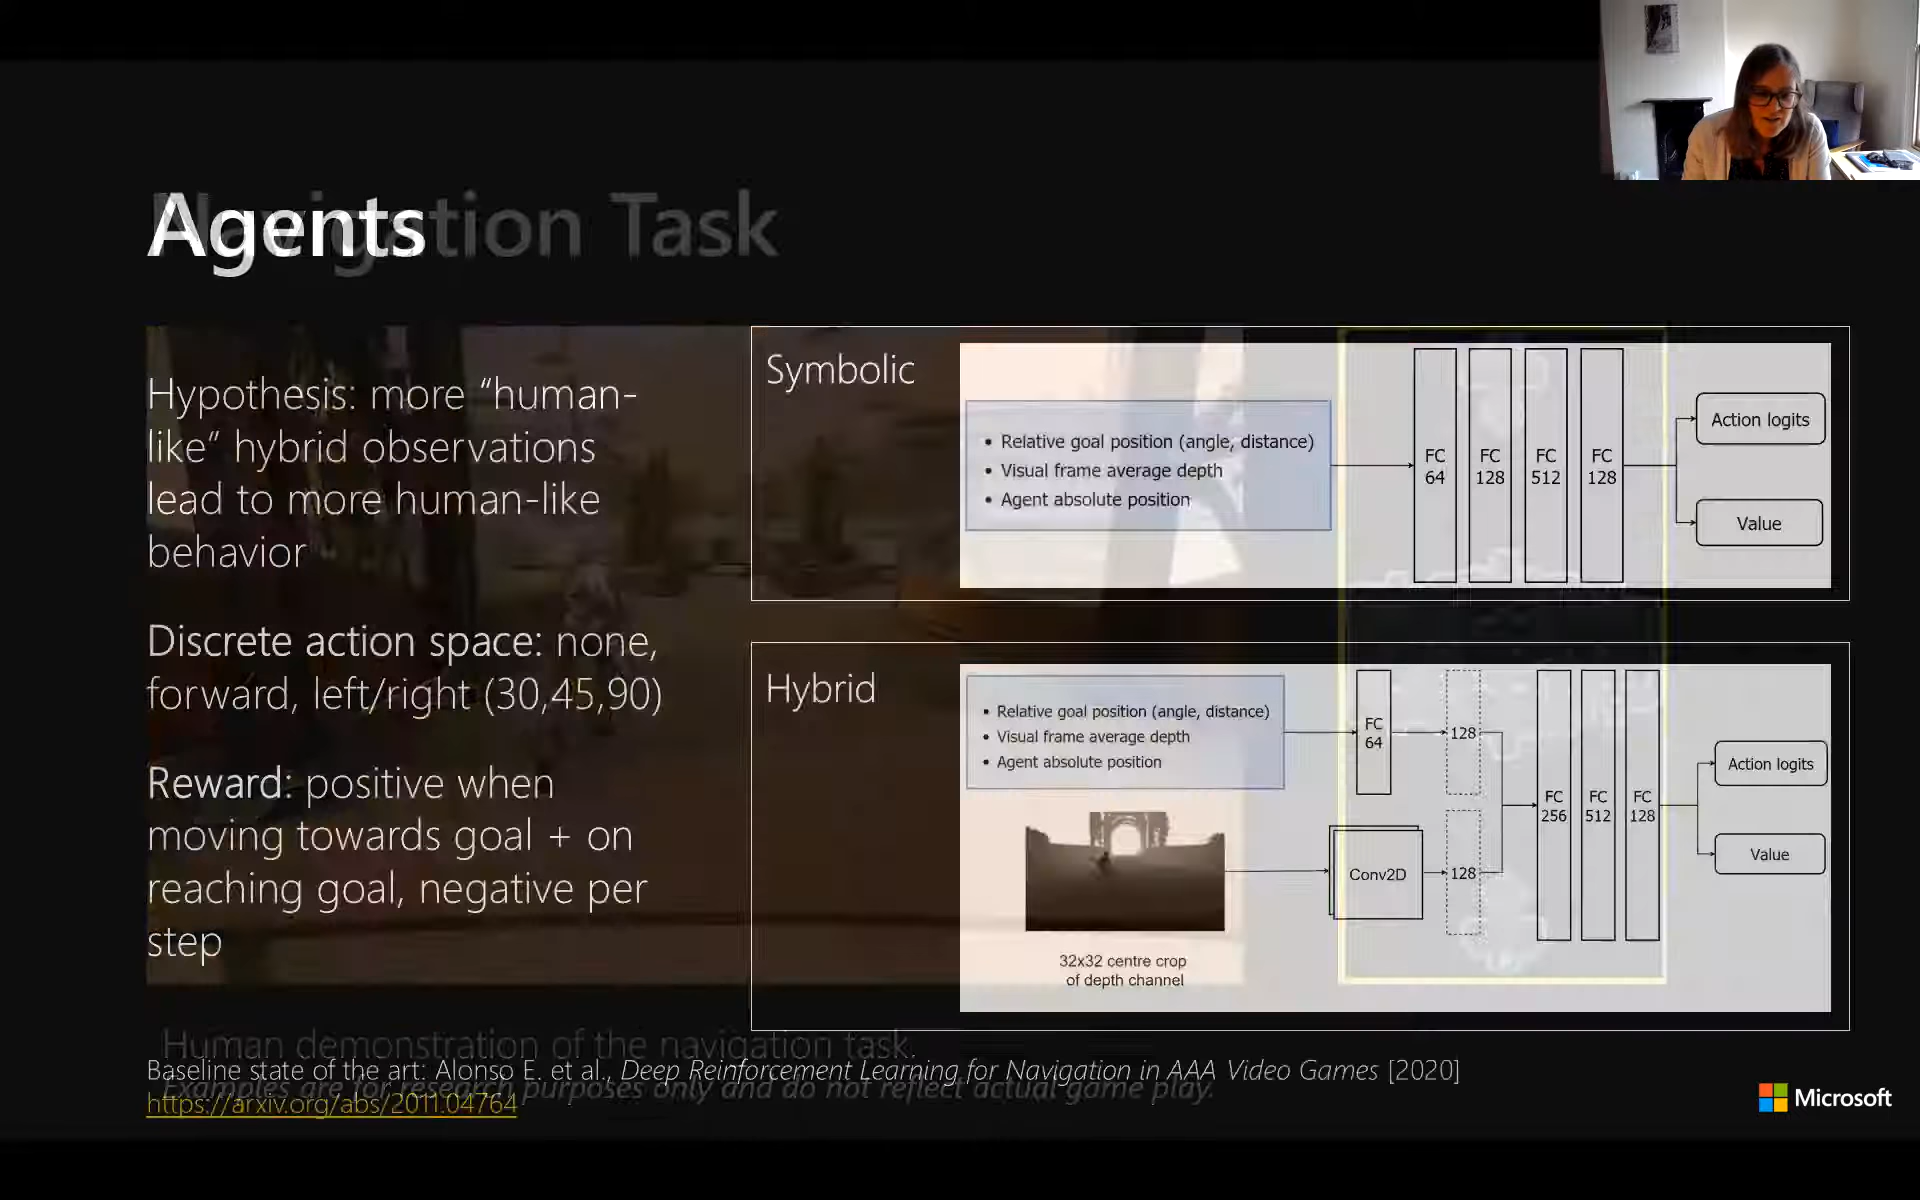 Agents
Navigation Task
Hypothesis: more “human-
like” hybrid observations
lead to more human-like
behavior
Discrete action space: none,
forward, left/right (30,45,90)
Reward: positive when
moving towards goal + on
reaching goal, negative per
step
Symbolic
• Relative goal position (angle, distance)
• Visual frame average depth
• Agent absolute position
FC
64
FC
128
FC
512
FC
128
Action logits
Value
Hybrid
• Relative goal position (angle, distance)
• Visual frame average depth
• Agent absolute position
FC
64
128
32x32 centre crop
of depth channel
Conv2D
128
FC
256
FC
512
FC
128
Action logits
Value
Human demonstration of the navigation task.
Baseline state of the art: Alonso E. et al., Deep Reinforcement Learning for Navigation in AAA Video Games [2020]
Examples are for research purposes only and do not reflect actual game play.
https://arxiv.org/abs/2011.04764
Microsoft